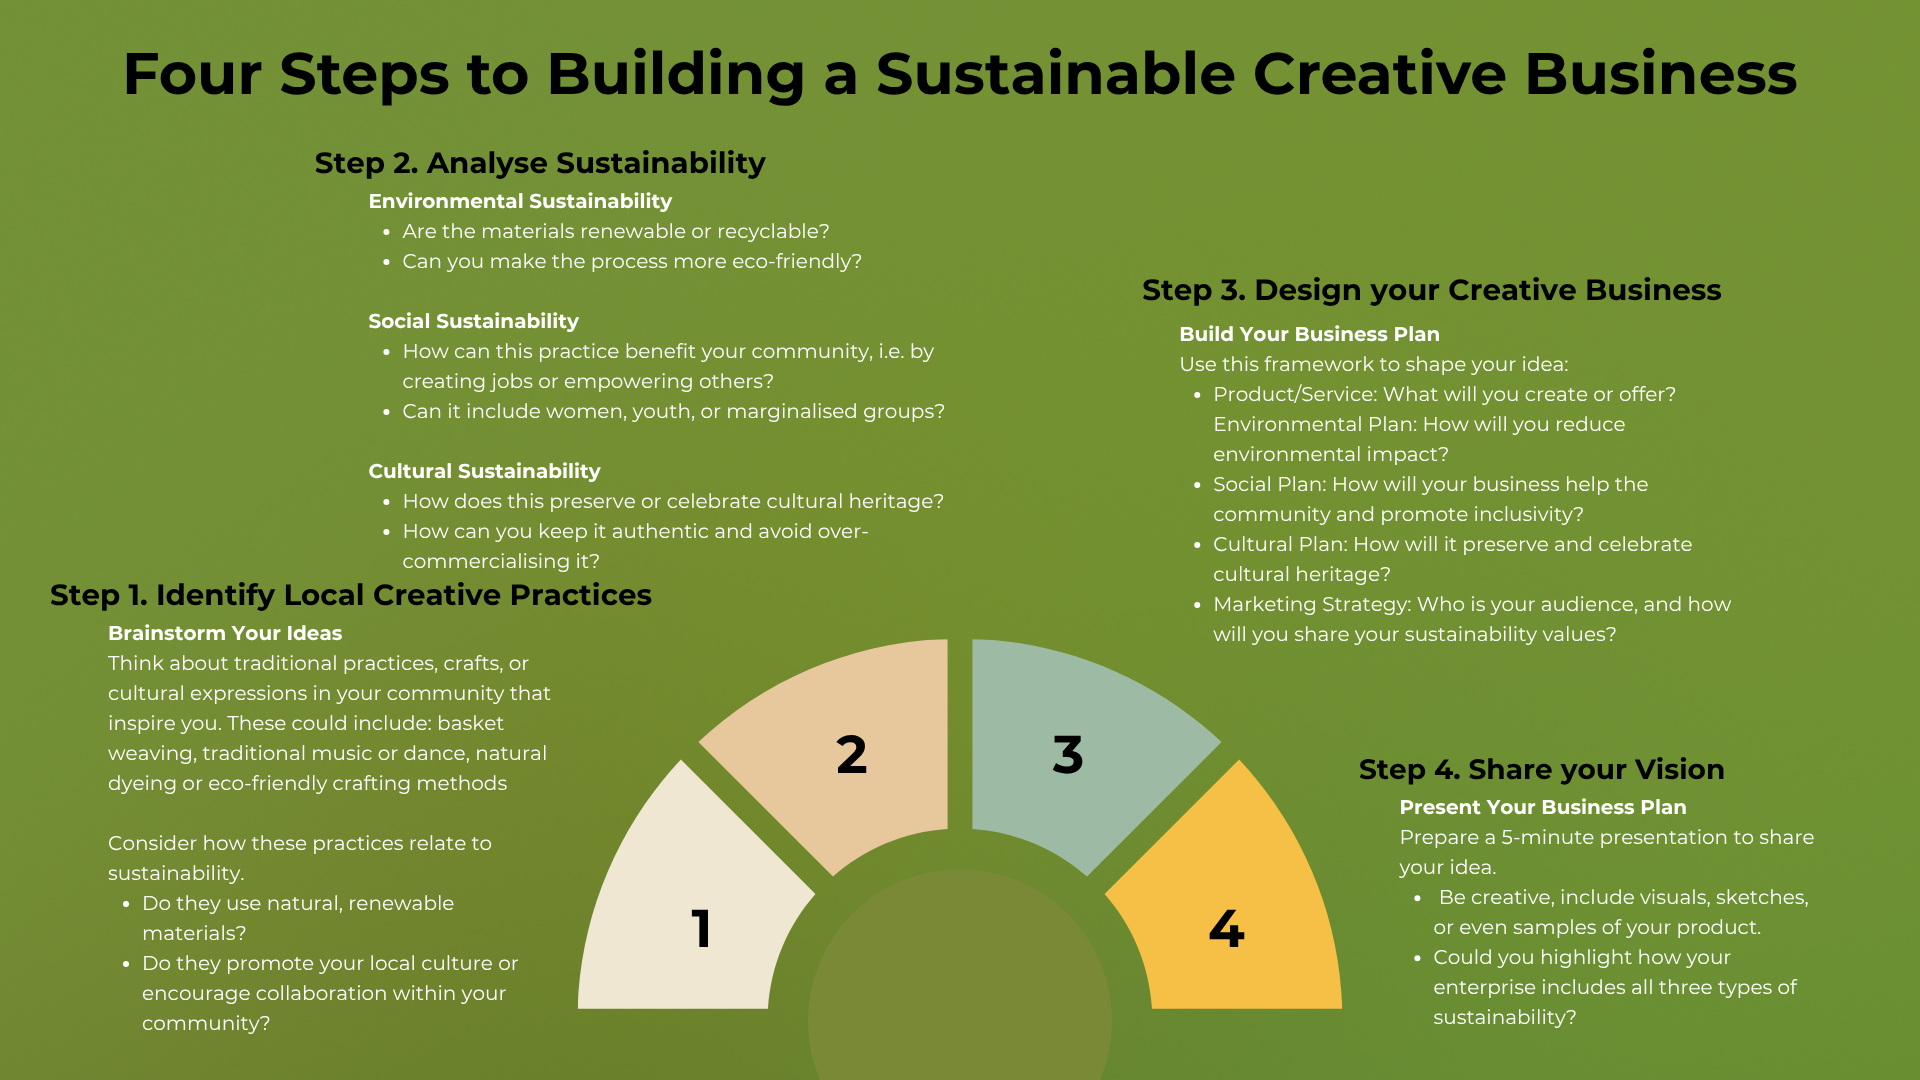 Four Steps to Building a Sustainable Creative Business
Step 2. Analyse Sustainability
Environmental Sustainability
• Are the materials renewable or recyclable?
• Can you make the process more eco-friendly?
Social Sustainability
• How can this practice benefit your community, i.e. by
creating jobs or empowering others?
• Can it include women, youth, or marginalised groups?
Cultural Sustainability
• How does this preserve or celebrate cultural heritage?
• How can you keep it authentic and avoid over-
commercialising it?
Step 1. Identify Local Creative Practices
Brainstorm Your Ideas
Think about traditional practices, crafts, or
cultural expressions in your community that
inspire you. These could include: basket
weaving, traditional music or dance, natural
dyeing or eco-friendly crafting methods
Consider how these practices relate to
sustainability.
• Do they use natural, renewable
materials?
• Do they promote your local culture or
encourage collaboration within your
community?
1
2
3
4
Step 3. Design your Creative Business
Build Your Business Plan
Use this framework to shape your idea:
• Product/Service: What will you create or offer?
Environmental Plan: How will you reduce
environmental impact?
• Social Plan: How will your business help the
community and promote inclusivity?
• Cultural Plan: How will it preserve and celebrate
cultural heritage?
• Marketing Strategy: Who is your audience, and how
will you share your sustainability values?
Step 4. Share your Vision
Present Your Business Plan
Prepare a 5-minute presentation to share
your idea.
• Be creative, include visuals, sketches,
or even samples of your product.
• Could you highlight how your
enterprise includes all three types of
sustainability?